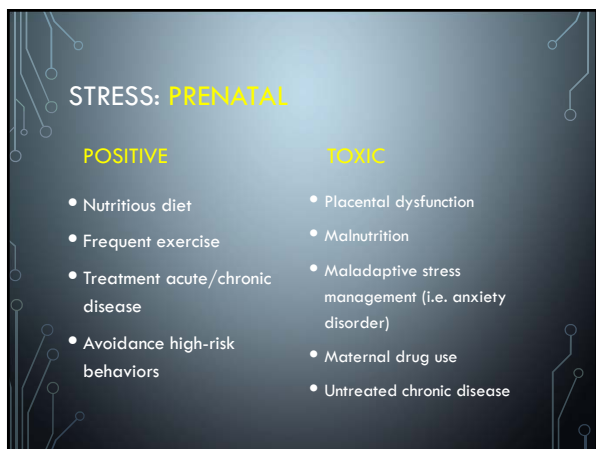 STRESS: PRENATAL
POSITIVE
• Nutritious diet
• Frequent exercise
• Treatment acute/chronic
disease
• Avoidance high-risk
behaviors
TOXIC
• Placental dysfunction
• Malnutrition
• Maladaptive stress
management (i.e. anxiety
disorder)
• Maternal drug use
• Untreated chronic disease